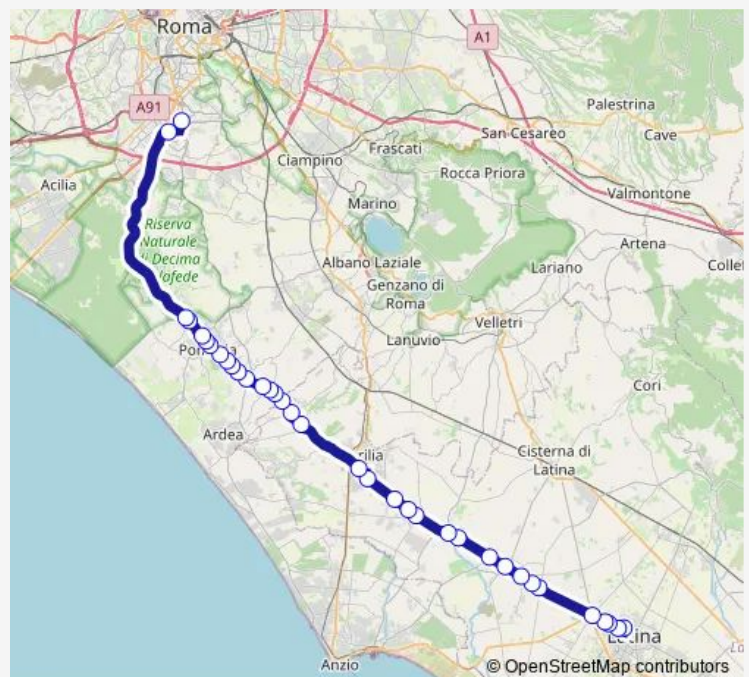 Roma
A1
A91
Palestrina
San Cesareo
Cave
Frascati
Ciampino
Rocca Priora
Acilia
Valmontone
Marino
Riserva
Naturale
Artena
Albano Laziale
Lariano
Genzano di
Roma
Velletri
Lanuvio
Cori
Ardea
Cisterna di
Latina
Anzio
© OpenStreetMap contributors